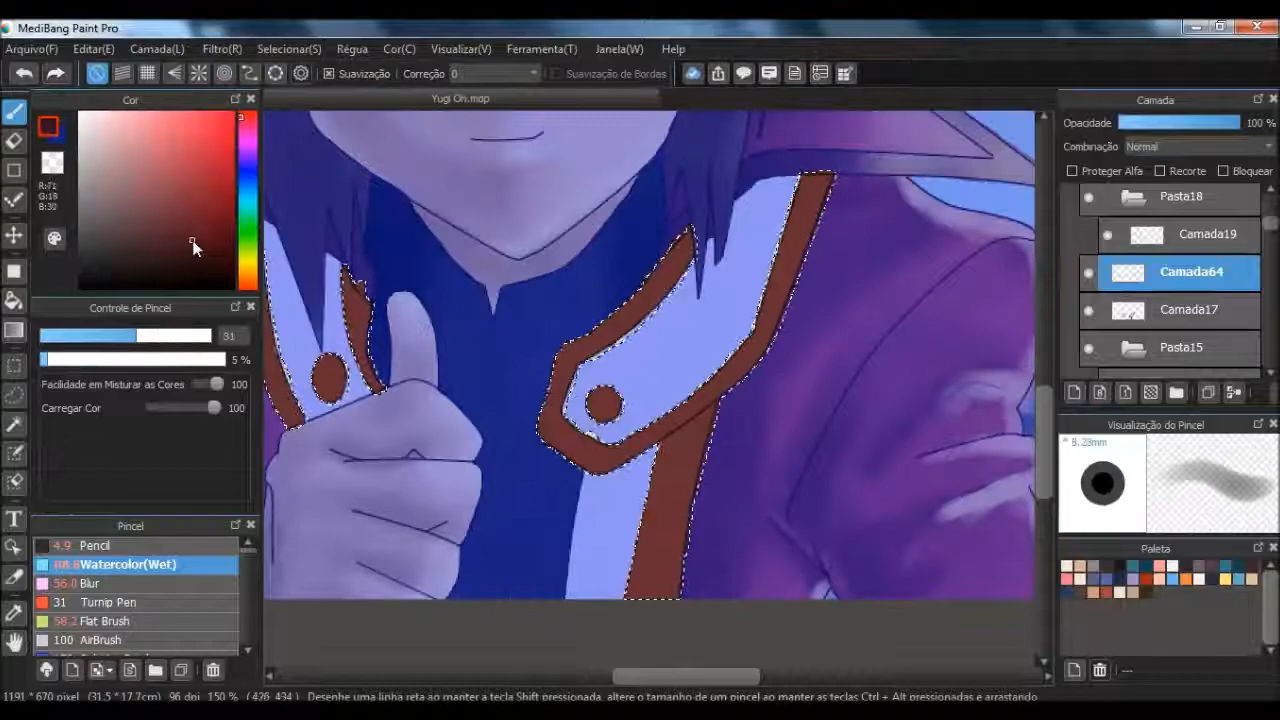 MediBang Paint Pro
Arquivo(F) Editar(E) Camada(L) Filtro(R) Selecionar(S) Régua Cor(C) Visualizar(V) Ferramenta(T) Janela(W) Help
Suavização Correção 0 Suavização de Bordas
Cor
Yugi Oh.map
Camada
Opacidade 100 %
Combinação Normal
Proteger Alfa Recorte Bloquear
R:71
G:18
B:30
Pasta18
Camada19
Camada64
Camada17
Pasta15
Controle de Pincel
31
5 %
Facilidade em Misturar as Cores 100
Carregar Cor 100
Visualização do Pincel
Pincel
4.9 Pencil
Watercolor(Wet)
56.0 Blur
31 Turnip Pen
58.2 Flat Brush
100 AirBrush
Paleta
T
---
1191 * 670 pixel (31.5 * 17.7cm) 96 dpi 150 % (426, 434) Desenhe uma linha reta ao manter a tecla Shift pressionada, altere o tamanho de um pincel ao manter as teclas Ctrl + Alt pressionadas e arrastando